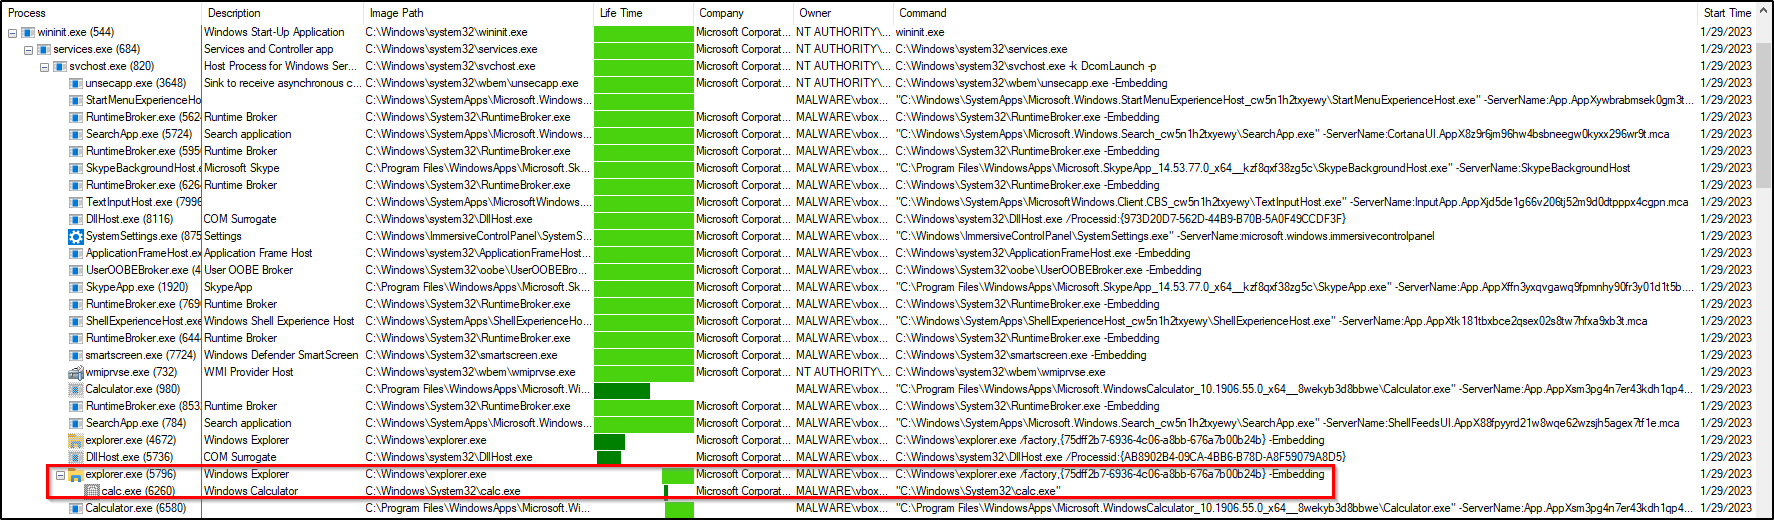 Process Description Image Path Life Time Company Owner Command Start Time
wininit.exe (544) Windows Start-Up Application C:\Windows\system32\wininit.exe Microsoft Corporat... NT AUTHORITY\... wininit.exe 1/29/2023
services.exe (684) Services and Controller app C:\Windows\system32\services.exe Microsoft Corporat... NT AUTHORITY\... C:\Windows\system32\services.exe 1/29/2023
svchost.exe (820) Host Process for Windows Ser... C:\Windows\system32\svchost.exe Microsoft Corporat... NT AUTHORITY\... C:\Windows\system32\svchost.exe -k DcomLaunch -p 1/29/2023
unsecapp.exe (3648) Sink to receive asynchronous c... C:\Windows\system32\wbem\unsecapp.exe Microsoft Corporat... NT AUTHORITY\... C:\Windows\system32\wbem\unsecapp.exe -Embedding 1/29/2023
StartMenuExperienceHo C:\Windows\SystemApps\Microsoft.Windows... MALWARE\vbox... "C:\Windows\SystemApps\Microsoft.Windows.StartMenuExperienceHost_cw5n1h2txyewy\StartMenuExperienceHost.exe" -ServerName:App.AppXywbrabmsek0gm3t... 1/29/2023
RuntimeBroker.exe (562 Runtime Broker C:\Windows\System32\RuntimeBroker.exe Microsoft Corporat... MALWARE\vbox... C:\Windows\System32\RuntimeBroker.exe -Embedding 1/29/2023
SearchApp.exe (5724) Search application C:\Windows\SystemApps\Microsoft.Windows... Microsoft Corporat... MALWARE\vbox... "C:\Windows\SystemApps\Microsoft.Windows.Search_cw5n1h2txyewy\SearchApp.exe" -ServerName:CortanaUI.AppX8z9r6jm96hw4bsbneegw0kyxx296wr9t.mca 1/29/2023
RuntimeBroker.exe (595 Runtime Broker C:\Windows\System32\RuntimeBroker.exe Microsoft Corporat... MALWARE\vbox... C:\Windows\System32\RuntimeBroker.exe -Embedding 1/29/2023
SkypeBackgroundHost.e Microsoft Skype C:\Program Files\WindowsApps\Microsoft.Sk... Microsoft Corporat... MALWARE\vbox... "C:\Program Files\WindowsApps\Microsoft.SkypeApp_14.53.77.0_x64__kzf8qxf38zg5c\SkypeBackgroundHost.exe" -ServerName:SkypeBackgroundHost 1/29/2023
RuntimeBroker.exe (626 Runtime Broker C:\Windows\System32\RuntimeBroker.exe Microsoft Corporat... MALWARE\vbox... C:\Windows\System32\RuntimeBroker.exe -Embedding 1/29/2023
TextInputHost.exe (7996 C:\Windows\SystemApps\MicrosoftWindows.... Microsoft Corporat... MALWARE\vbox... "C:\Windows\SystemApps\MicrosoftWindows.Client.CBS_cw5n1h2txyewy\TextInputHost.exe" -ServerName:InputApp.AppXjd5de1g66v206tj52m9d0dtpppx4cgpn.mca 1/29/2023
DllHost.exe (8116) COM Surrogate C:\Windows\system32\DllHost.exe Microsoft Corporat... MALWARE\vbox... C:\Windows\system32\DllHost.exe /Processid:{973D20D7-562D-44B9-B70B-5A0F49CCDF3F} 1/29/2023
SystemSettings.exe (875 Settings C:\Windows\ImmersiveControlPanel\SystemS... Microsoft Corporat... MALWARE\vbox... "C:\Windows\ImmersiveControlPanel\SystemSettings.exe" -ServerName:microsoft.windows.immersivecontrolpanel 1/29/2023
ApplicationFrameHost.e Application Frame Host C:\Windows\system32\ApplicationFrameHost... Microsoft Corporat... MALWARE\vbox... C:\Windows\system32\ApplicationFrameHost.exe -Embedding 1/29/2023
UserOOBEBroker.exe (4 User OOBE Broker C:\Windows\System32\oobe\UserOOBEBro... Microsoft Corporat... MALWARE\vbox... C:\Windows\System32\oobe\UserOOBEBroker.exe -Embedding 1/29/2023
SkypeApp.exe (1920) SkypeApp C:\Program Files\WindowsApps\Microsoft.Sk... Microsoft Corporat... MALWARE\vbox... "C:\Program Files\WindowsApps\Microsoft.SkypeApp_14.53.77.0_x64__kzf8qxf38zg5c\SkypeApp.exe" -ServerName:App.AppXffn3yxqvgawq9fpmnhy90fr3y01d1t5b.... 1/29/2023
RuntimeBroker.exe (769 Runtime Broker C:\Windows\System32\RuntimeBroker.exe Microsoft Corporat... MALWARE\vbox... C:\Windows\System32\RuntimeBroker.exe -Embedding 1/29/2023
ShellExperienceHost.exe Windows Shell Experience Host C:\Windows\SystemApps\ShellExperienceHo... Microsoft Corporat... MALWARE\vbox... "C:\Windows\SystemApps\ShellExperienceHost_cw5n1h2txyewy\ShellExperienceHost.exe" -ServerName:App.AppXtk181tbxbce2qsex02s8tw7hfxa9xb3t.mca 1/29/2023
RuntimeBroker.exe (644 Runtime Broker C:\Windows\System32\RuntimeBroker.exe Microsoft Corporat... MALWARE\vbox... C:\Windows\System32\RuntimeBroker.exe -Embedding 1/29/2023
smartscreen.exe (7724) Windows Defender SmartScreen C:\Windows\System32\smartscreen.exe Microsoft Corporat... MALWARE\vbox... C:\Windows\System32\smartscreen.exe -Embedding 1/29/2023
wmiprvse.exe (732) WMI Provider Host C:\Windows\system32\wbem\wmiprvse.exe Microsoft Corporat... NT AUTHORITY\... C:\Windows\system32\wbem\wmiprvse.exe 1/29/2023
Calculator.exe (980) C:\Program Files\WindowsApps\Microsoft.Wi... MALWARE\vbox... "C:\Program Files\WindowsApps\Microsoft.WindowsCalculator_10.1906.55.0_x64__8wekyb3d8bbwe\Calculator.exe" -ServerName:App.AppXsm3pg4n7er43kdh1qp4... 1/29/2023
RuntimeBroker.exe (853 Runtime Broker C:\Windows\System32\RuntimeBroker.exe Microsoft Corporat... MALWARE\vbox... C:\Windows\System32\RuntimeBroker.exe -Embedding 1/29/2023
SearchApp.exe (784) Search application C:\Windows\SystemApps\Microsoft.Windows... Microsoft Corporat... MALWARE\vbox... "C:\Windows\SystemApps\Microsoft.Windows.Search_cw5n1h2txyewy\SearchApp.exe" -ServerName:ShellFeedsUI.AppX88fpyyrd21w8wqe62wzsjh5agex7tf1e.mca 1/29/2023
explorer.exe (4672) Windows Explorer C:\Windows\explorer.exe Microsoft Corporat... MALWARE\vbox... C:\Windows\explorer.exe /factory,{75dff2b7-6936-4c06-a8bb-676a7b00b24b} -Embedding 1/29/2023
DllHost.exe (5736) COM Surrogate C:\Windows\system32\DllHost.exe Microsoft Corporat... MALWARE\vbox... C:\Windows\system32\DllHost.exe /Processid:{AB8902B4-09CA-4BB6-B78D-A8F59079A8D5} 1/29/2023
explorer.exe (5796) Windows Explorer C:\Windows\explorer.exe Microsoft Corporat... MALWARE\vbox... C:\Windows\explorer.exe /factory,{75dff2b7-6936-4c06-a8bb-676a7b00b24b} -Embedding 1/29/2023
calc.exe (6260) Windows Calculator C:\Windows\System32\calc.exe Microsoft Corporat... MALWARE\vbox... "C:\Windows\System32\calc.exe" 1/29/2023
Calculator.exe (6580) C:\Program Files\WindowsApps\Microsoft.Wi... MALWARE\vbox... "C:\Program Files\WindowsApps\Microsoft.WindowsCalculator_10.1906.55.0_x64__8wekyb3d8bbwe\Calculator.exe" -ServerName:App.AppXsm3pg4n7er43kdh1qp4... 1/29/2023